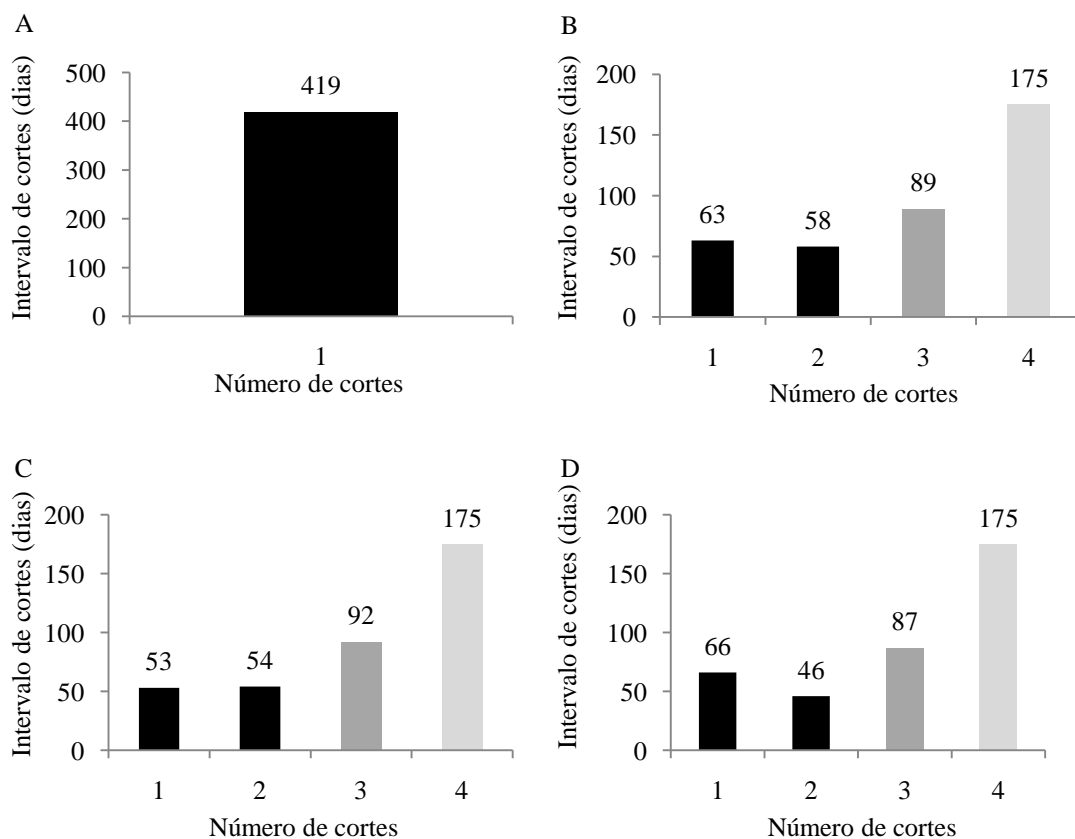 A
Intervalo de cortes (dias)
500
400
300
200
100
0
419
1
Número de cortes
B
Intervalo de cortes (dias)
200
150
100
50
0
63
58
89
175
1 2 3 4
Número de cortes
C
Intervalo de cortes (dias)
200
150
100
50
0
53
54
92
175
1 2 3 4
Número de cortes
D
Intervalo de cortes (dias)
200
150
100
50
0
66
46
87
175
1 2 3 4
Número de cortes